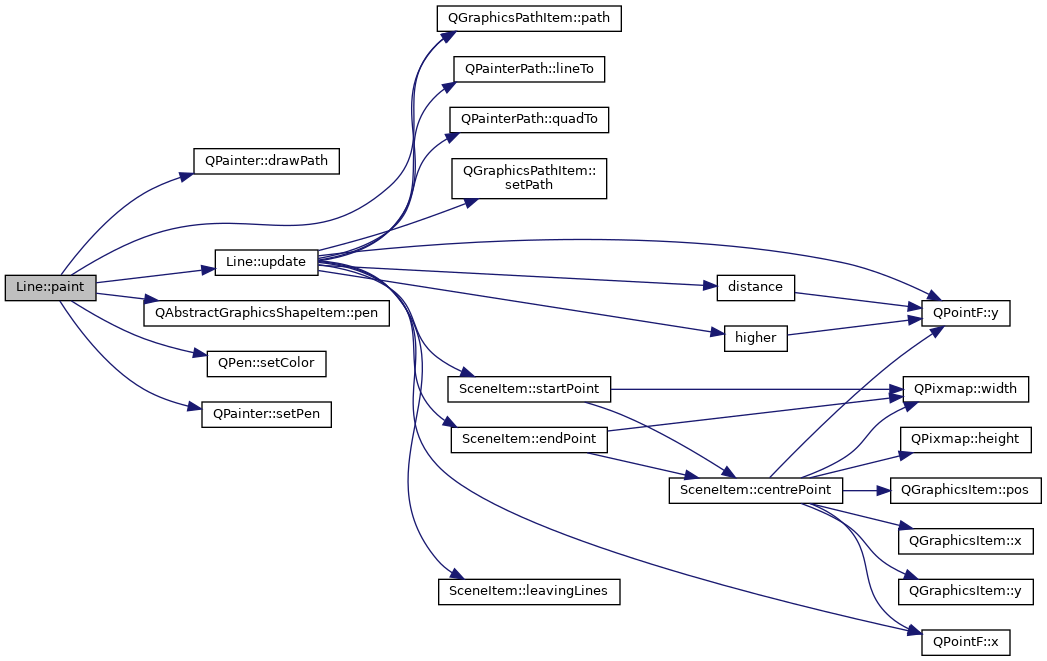 QGraphicsPathItem::path
QPainterPath::lineTo
QPainterPath::quadTo
QPainter::drawPath
QGraphicsPathItem::
setPath
Line::update
Line::paint
distance
QAbstractGraphicsShapeItem::pen
QPointF::y
higher
QPen::setColor
SceneItem::startPoint
QPixmap::width
QPainter::setPen
SceneItem::endPoint
QPixmap::height
SceneItem::centrePoint
QGraphicsItem::pos
QGraphicsItem::x
SceneItem::leavingLines
QGraphicsItem::y
QPointF::x